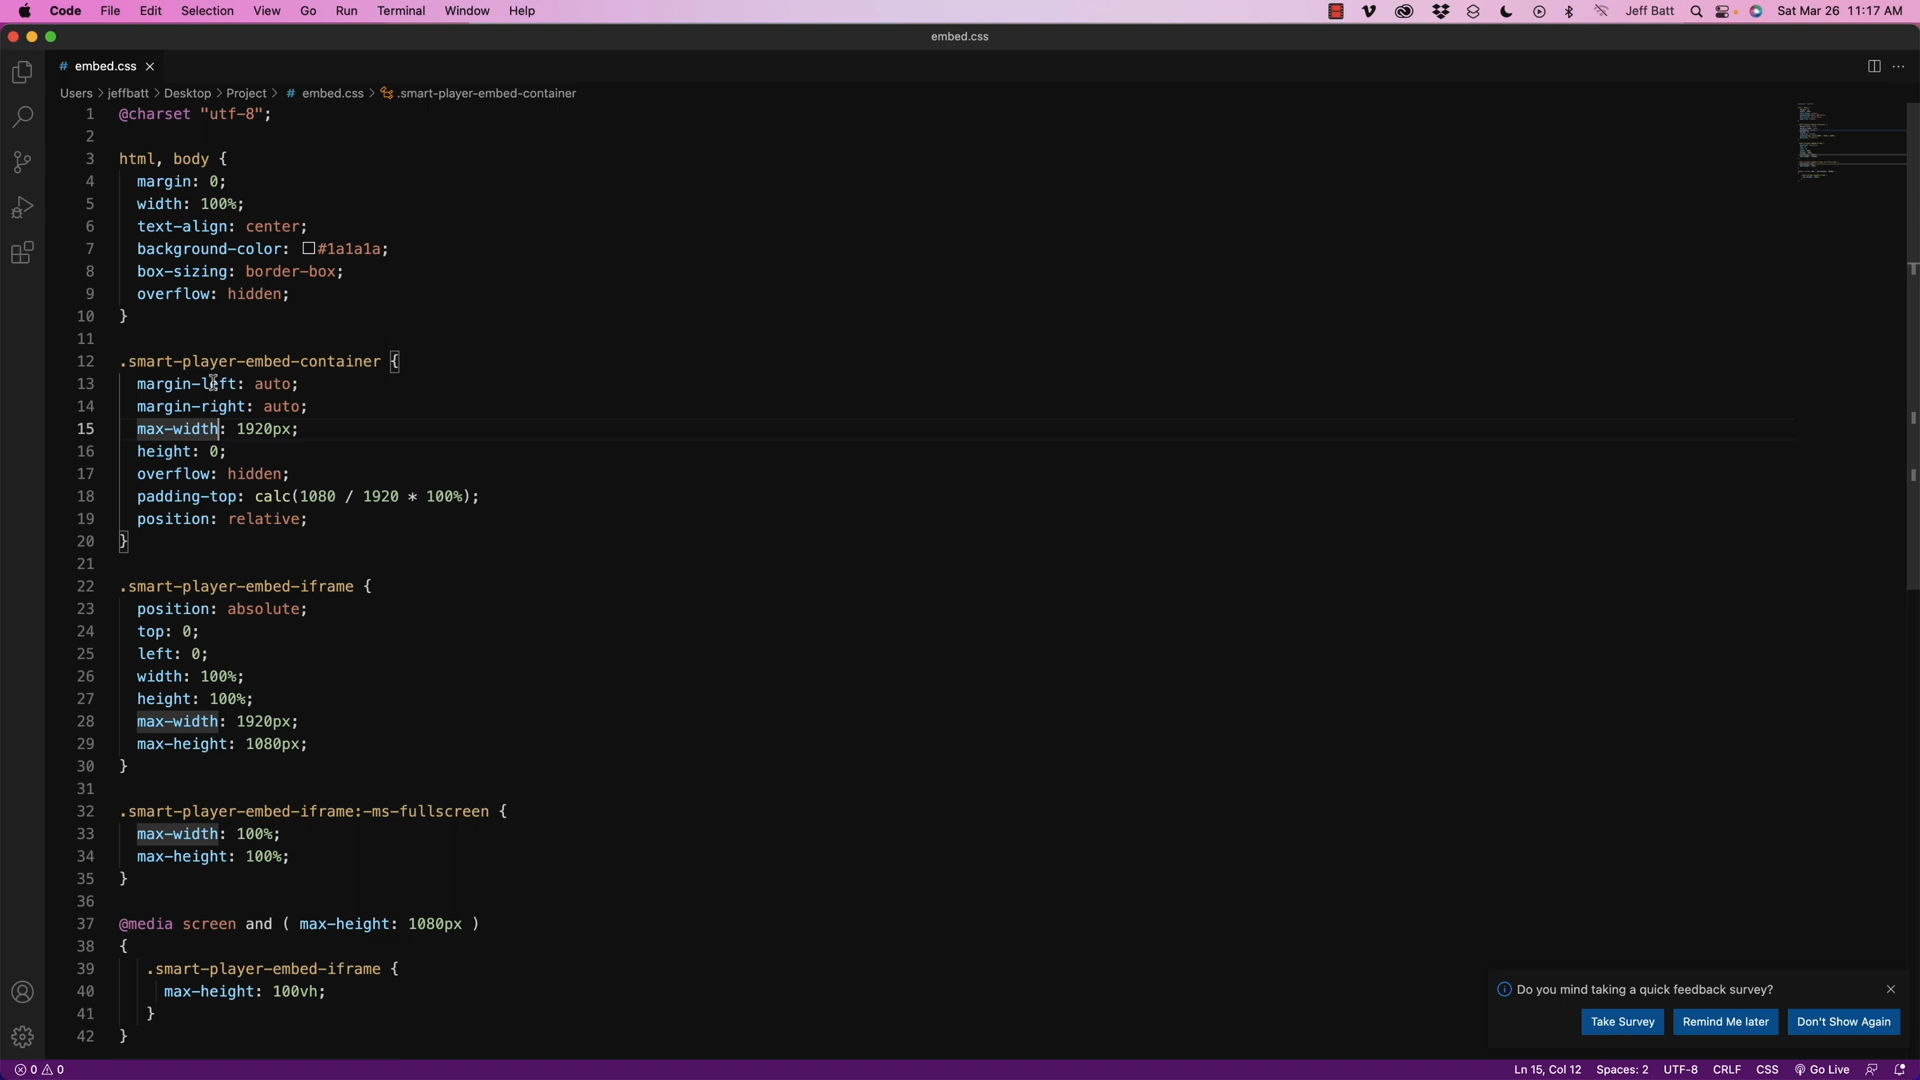 Code File Edit Selection View Go Run Terminal Window Help Jeff Batt Sat Mar 26 11:17 AM
embed.css
# embed.css
Users > jeffbatt > Desktop > Project > # embed.css > .smart-player-embed-container
1 @charset "utf-8";
2
3 html, body {
4 margin: 0;
5 width: 100%;
6 text-align: center;
7 background-color: #1a1a1a;
8 box-sizing: border-box;
9 overflow: hidden;
10 }
11
12 .smart-player-embed-container {
13 margin-left: auto;
14 margin-right: auto;
15 max-width: 1920px;
16 height: 0;
17 overflow: hidden;
18 padding-top: calc(1080 / 1920 * 100%);
19 position: relative;
20 }
21
22 .smart-player-embed-iframe {
23 position: absolute;
24 top: 0;
25 left: 0;
26 width: 100%;
27 height: 100%;
28 max-width: 1920px;
29 max-height: 1080px;
30 }
31
32 .smart-player-embed-iframe:-ms-fullscreen {
33 max-width: 100%;
34 max-height: 100%;
35 }
36
37 @media screen and ( max-height: 1080px )
38 {
39 .smart-player-embed-iframe {
40 max-height: 100vh;
41 }
42 }
Do you mind taking a quick feedback survey?
Take Survey Remind Me later Don't Show Again
0 0 Ln 15, Col 12 Spaces: 2 UTF-8 CRLF CSS Go Live